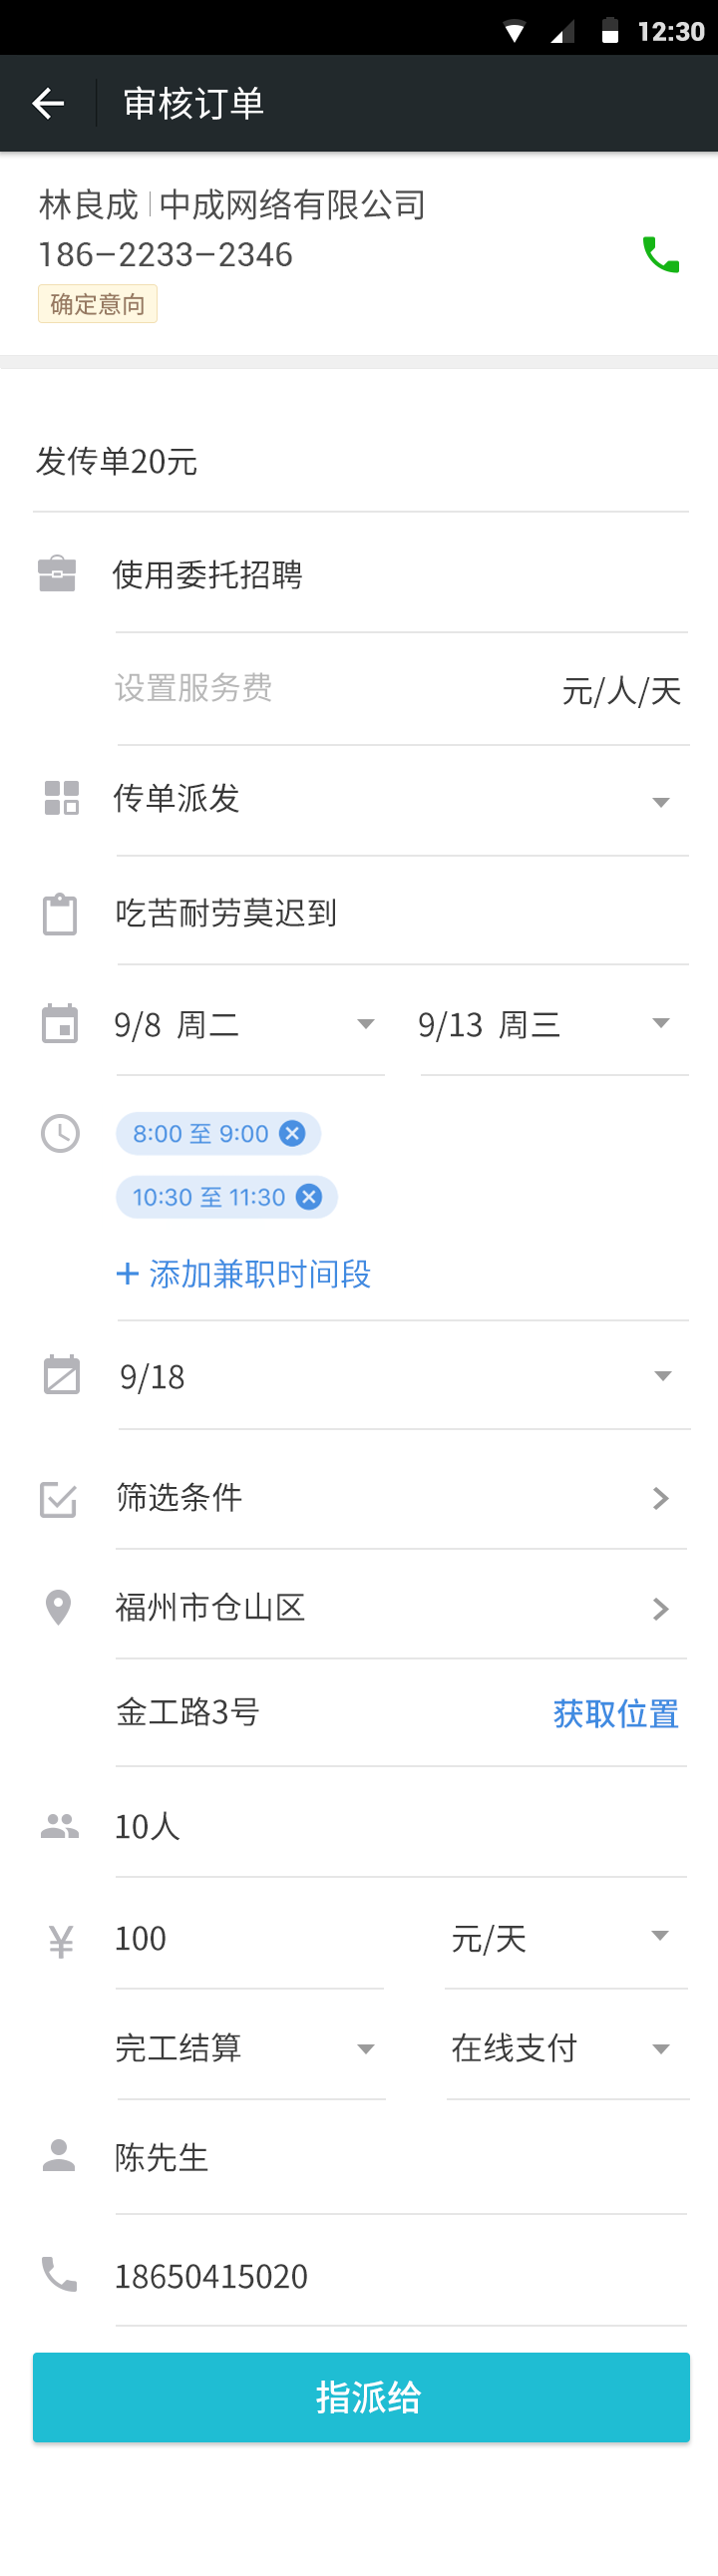 12:30
审核订单
林良成 | 中成网络有限公司
186-2233-2346
确定意向
发传单20元
使用委托招聘
设置服务费 元/人/天
传单派发
吃苦耐劳莫迟到
9/8 周二 9/13 周三
8:00 至 9:00
10:30 至 11:30
+ 添加兼职时间段
9/18
筛选条件
福州市仓山区
金工路3号 获取位置
10人
¥ 100 元/天
完工结算 在线支付
陈先生
18650415020
指派给